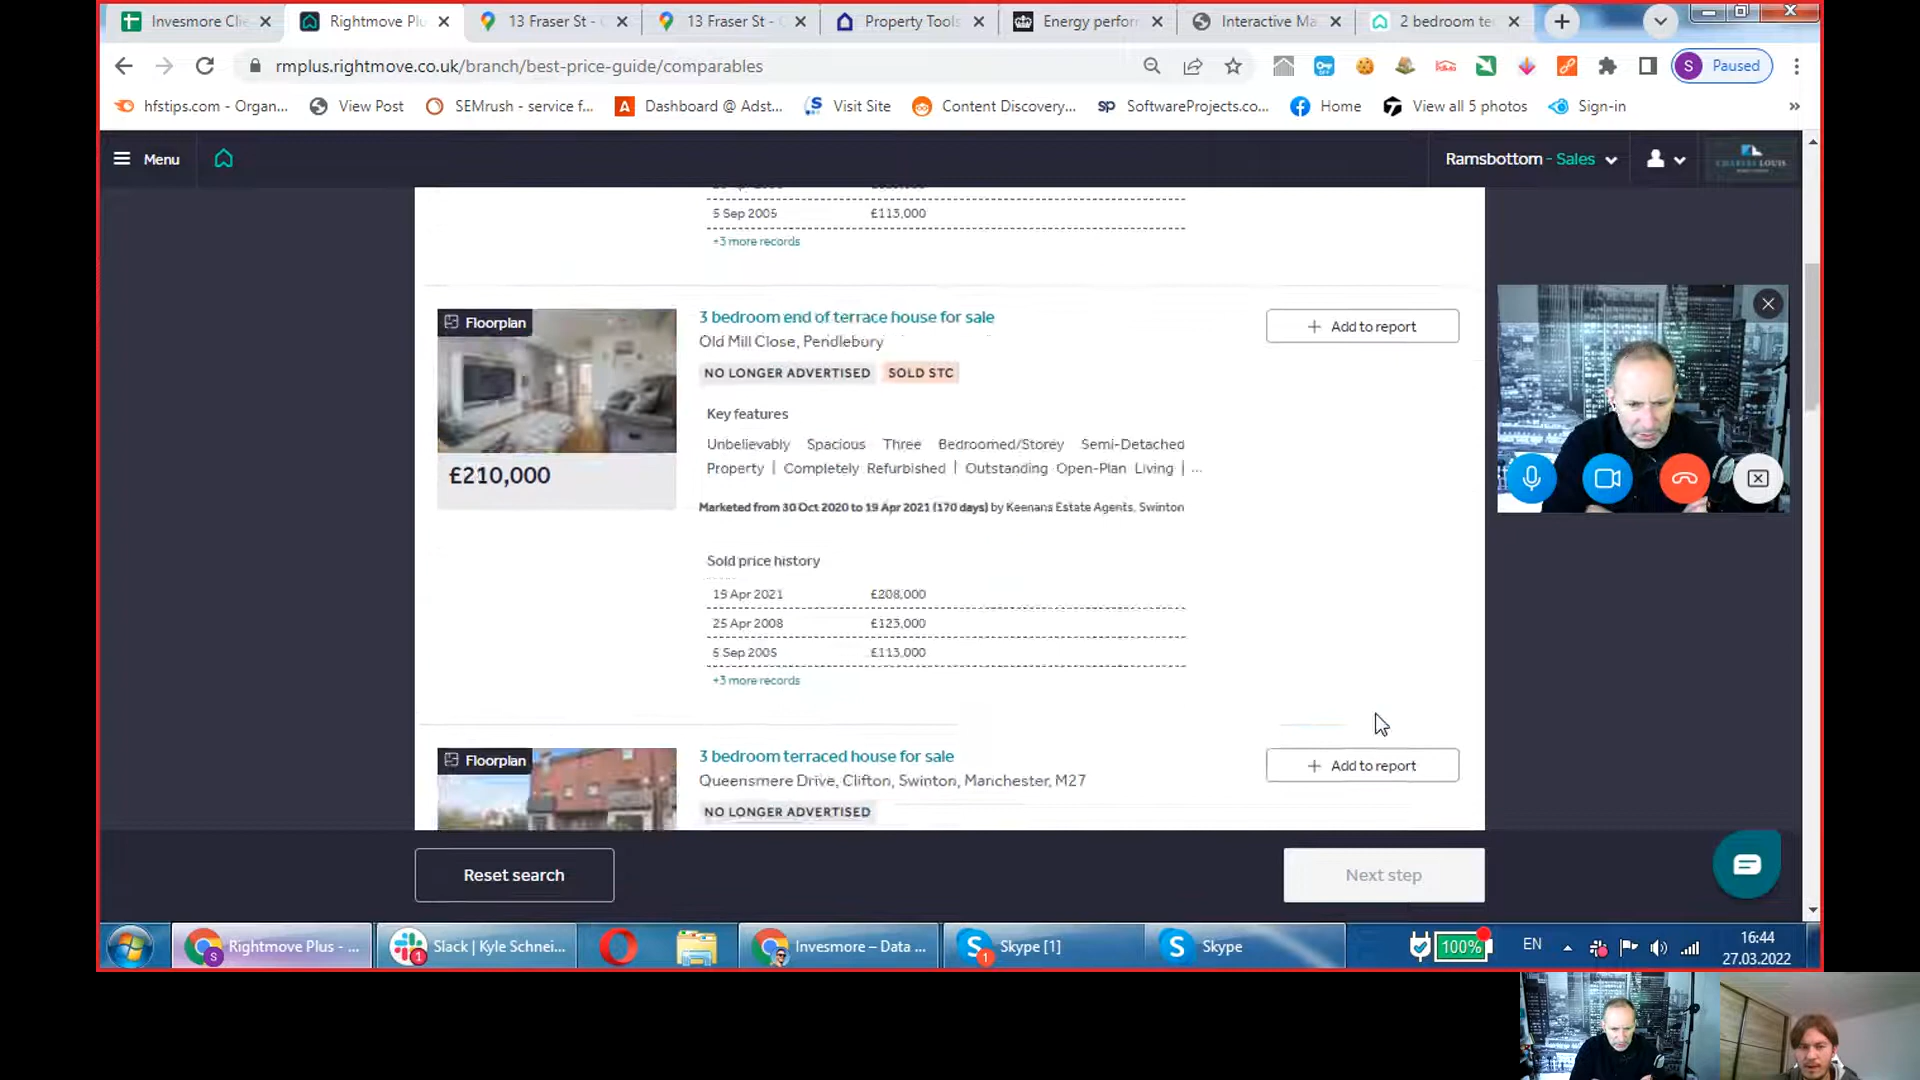 Invesmore Clie
Rightmove Plu
13 Fraser St -
13 Fraser St -
Property Tools
Energy perfor
Interactive Ma
2 bedroom te
rmplus.rightmove.co.uk/branch/best-price-guide/comparables
S Paused
hfstips.com - Organ...
View Post
SEMrush - service f...
Dashboard @ Adst...
Visit Site
Content Discovery...
sp SoftwareProjects.co...
Home
View all 5 photos
Sign-in
»
Menu
Ramsbottom - Sales
CHARLES LOUIS
5 Sep 2005 £113,000
+3 more records
Floorplan
£210,000
3 bedroom end of terrace house for sale
Old Mill Close, Pendlebury
NO LONGER ADVERTISED SOLD STC
+ Add to report
Key features
Unbelievably Spacious Three Bedroomed/Storey Semi-Detached
Property | Completely Refurbished | Outstanding Open-Plan Living | ...
Marketed from 30 Oct 2020 to 19 Apr 2021 (170 days) by Keenans Estate Agents, Swinton
Sold price history
19 Apr 2021 £208,000
25 Apr 2008 £123,000
5 Sep 2005 £113,000
+3 more records
Floorplan
3 bedroom terraced house for sale
Queensmere Drive, Clifton, Swinton, Manchester, M27
NO LONGER ADVERTISED
+ Add to report
Reset search
Next step
Rightmove Plus - ...
Slack | Kyle Schnei...
Invesmore – Data ...
Skype [1]
Skype
100%
EN
16:44
27.03.2022